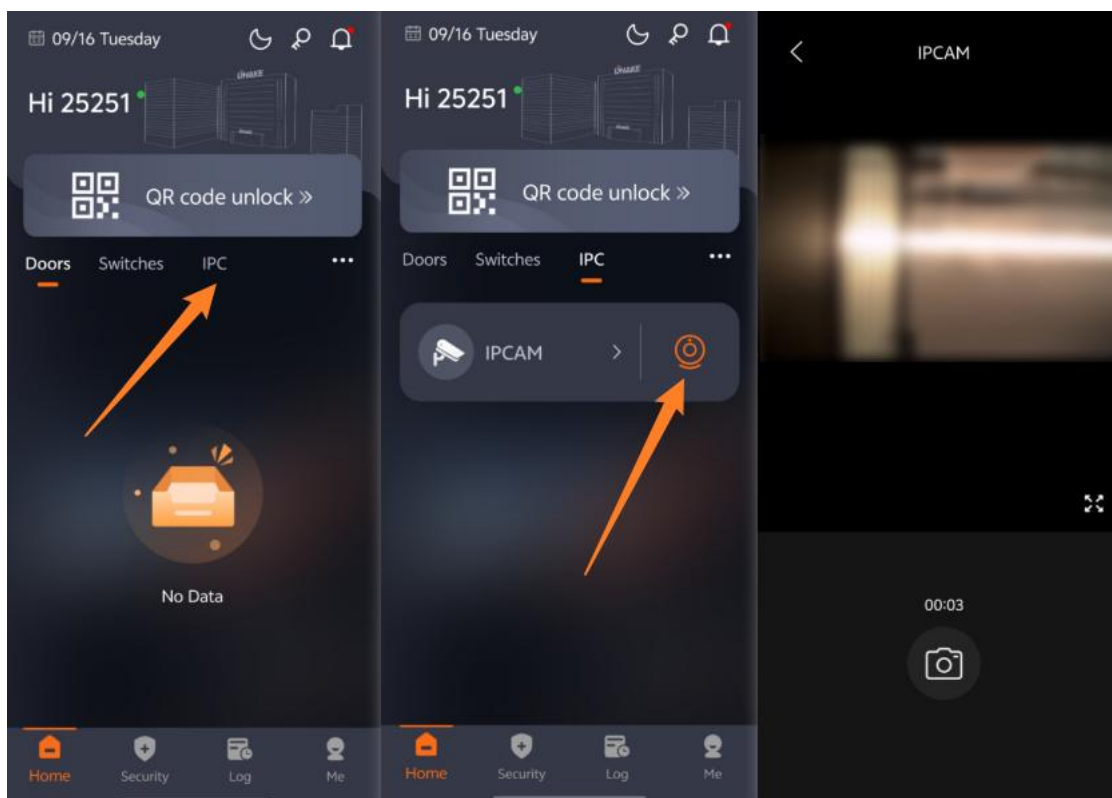 09/16 Tuesday
Hi 25251
QR code unlock »
Doors Switches IPC
No Data
Home Security Log Me
09/16 Tuesday
Hi 25251
QR code unlock »
Doors Switches IPC
IPCAM
Home Security Log Me
IPCAM
00:03